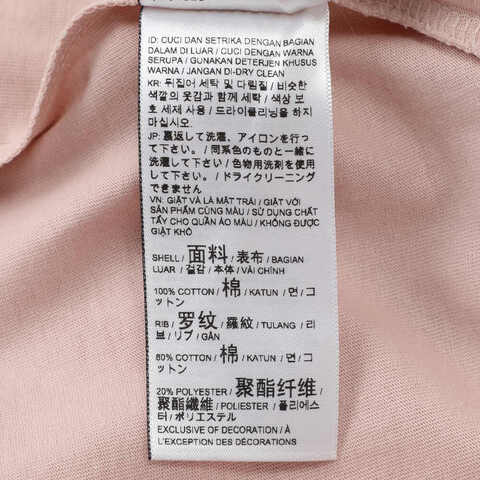 ID: CUCI DAN SETRIKA DENGAN BAGIAN
DALAM DI LUAR / CUCI DENGAN WARNA
SERUPA / GUNAKAN DETERJEN KHUSUS
WARNA / JANGAN DI-DRY CLEAN
KR: 뒤집어 세탁 및 다림질 / 비슷한
색깔의 옷감과 함께 세탁 / 색상 보
호 세제 사용 / 드라이클리닝을 하지
마십시오.
JP: 裏返して洗濯、アイロンを行っ
て下さい。/ 同系色のものと一緒に
洗濯して下さい / 色物用洗剤を使用
して下さい。/ ドライクリーニング
できません
VN: GIẶT VÀ LÀ MẶT TRÁI / GIẶT VỚI
SẢN PHẨM CÙNG MÀU / SỬ DỤNG CHẤT
TẨY CHO QUẦN ÁO MÀU / KHÔNG ĐƯỢC
GIẶT KHÔ
SHELL / 面料 / 表布 / BAGIAN
LUAR / 겉감 / 本体 / VẢI CHÍNH
100% COTTON / 棉 / KATUN / 면 / コ
ットン
RIB / 罗纹 / 羅紋 / TULANG / 리
브 / リブ / GÂN
80% COTTON / 棉 / KATUN / 면 / コ
ットン
20% POLYESTER / 聚酯纤维 /
聚酯纖維 / POLIESTER / 폴리에스
터 / ポリエステル
EXCLUSIVE OF DECORATION / À
L'EXCEPTION DES DÉCORATIONS